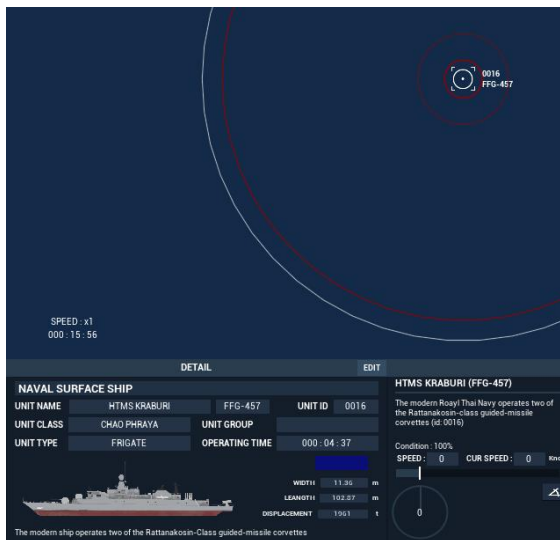 0016
FFG-457
SPEED : x1
000 : 15 : 56
DETAIL
EDIT
NAVAL SURFACE SHIP
UNIT NAME HTMS KRABURI FFG-457 UNIT ID 0016
UNIT CLASS CHAO PHRAYA UNIT GROUP
UNIT TYPE FRIGATE OPERATING TIME 000 : 04 : 37
WIDTH 11.36 m
LEANGTH 102.87 m
DISPLACEMENT 1961 t
The modern ship operates two of the Rattanakosin-Class guided-missile corvettes
HTMS KRABURI (FFG-457)
The modern Roayl Thai Navy operates two of
the Rattanakosin-class guided-missile
corvettes (id: 0016)
Condition : 100%
SPEED : 0 CUR SPEED : 0 Kno
0